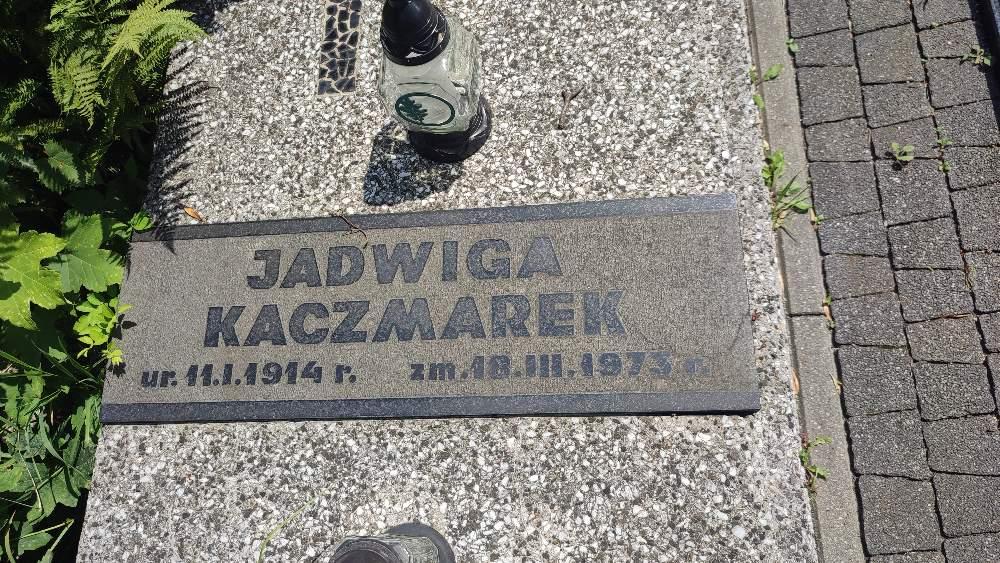 JADWIGA
KACZMAREK
ur. 11.I.1914 r. zm. 18.III.1973 r.